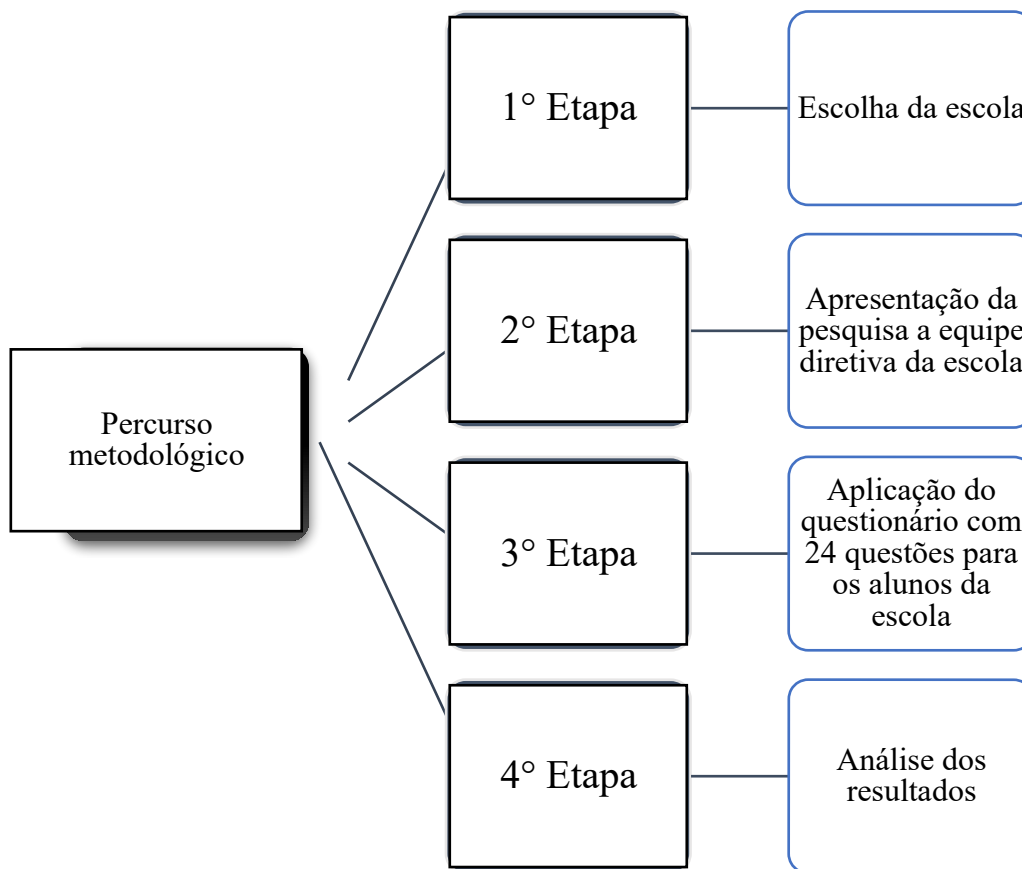 Percurso
metodológico
1° Etapa
Escolha da escola
2° Etapa
Apresentação da
pesquisa a equipe
diretiva da escola
3° Etapa
Aplicação do
questionário com
24 questões para
os alunos da
escola
4° Etapa
Análise dos
resultados